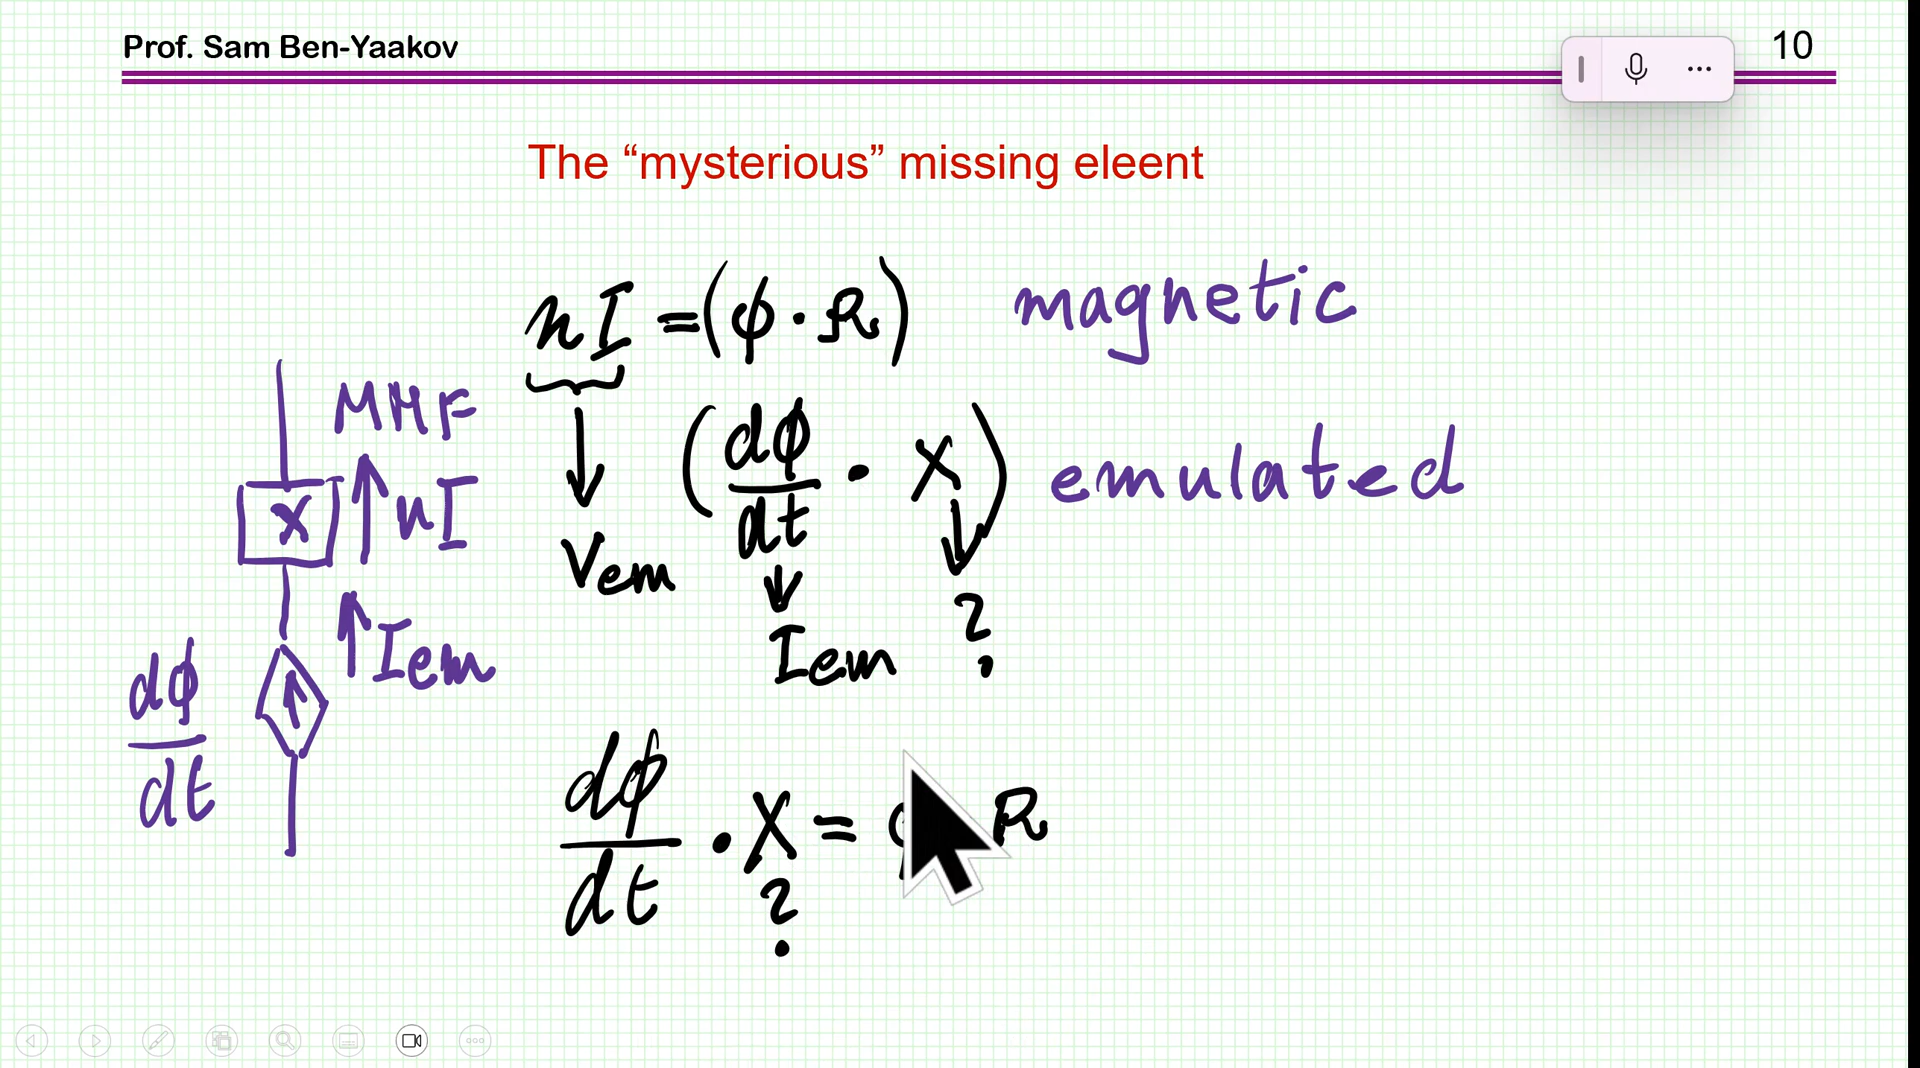 Prof. Sam Ben-Yaakov
10
The “mysterious” missing eleent
nI = (ϕ · R) magnetic
MMF
(dϕ/dt · X) emulated
X nI
Vem
Iem ?
Iem
dϕ/dt
dϕ/dt · X = R
?